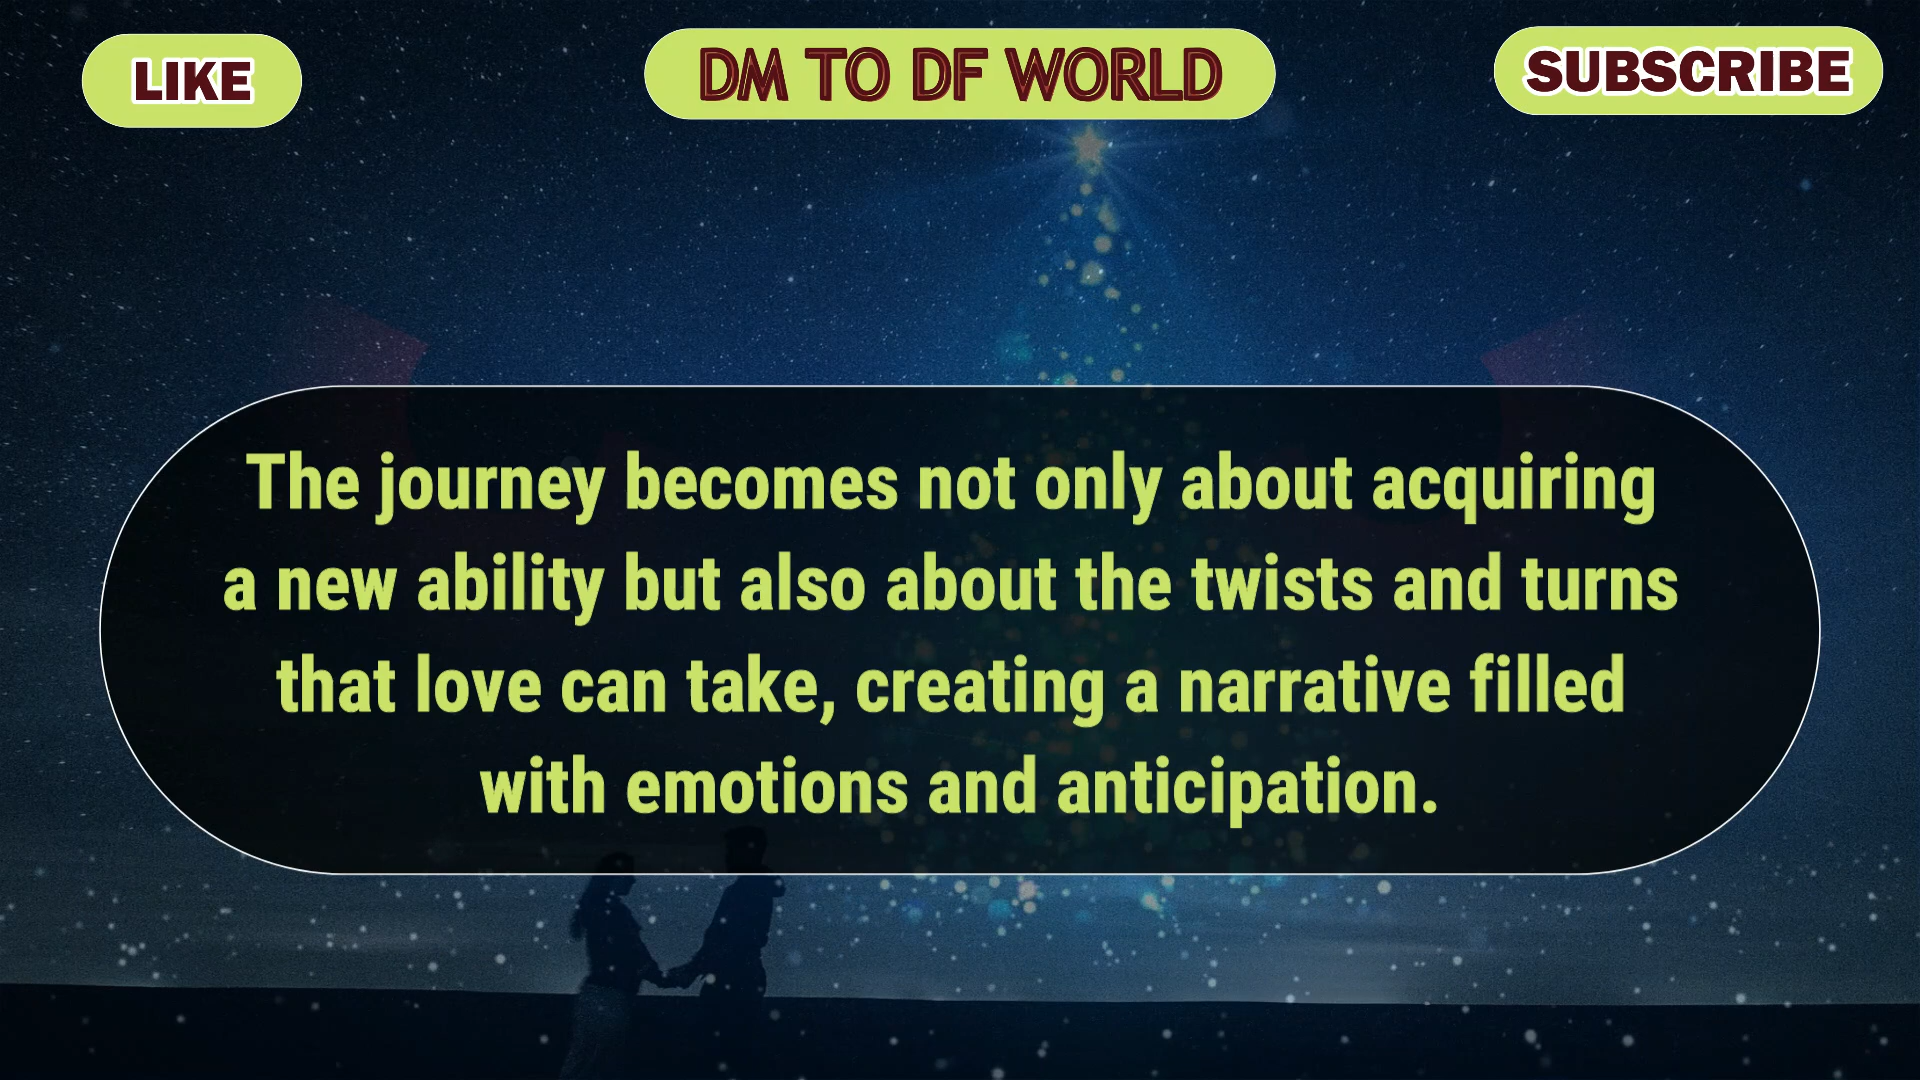 LIKE
DM TO DF WORLD
SUBSCRIBE
The journey becomes not only about acquiring
a new ability but also about the twists and turns
that love can take, creating a narrative filled
with emotions and anticipation.